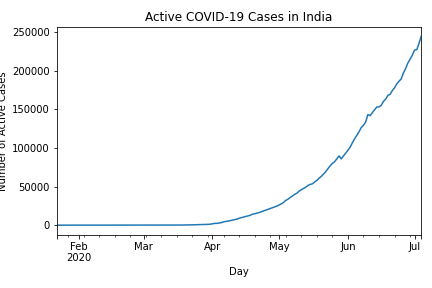 Active COVID-19 Cases in India
250000
200000
150000
100000
50000
0
Number of Active Cases
Feb
2020
Mar
Apr
May
Jun
Jul
Day